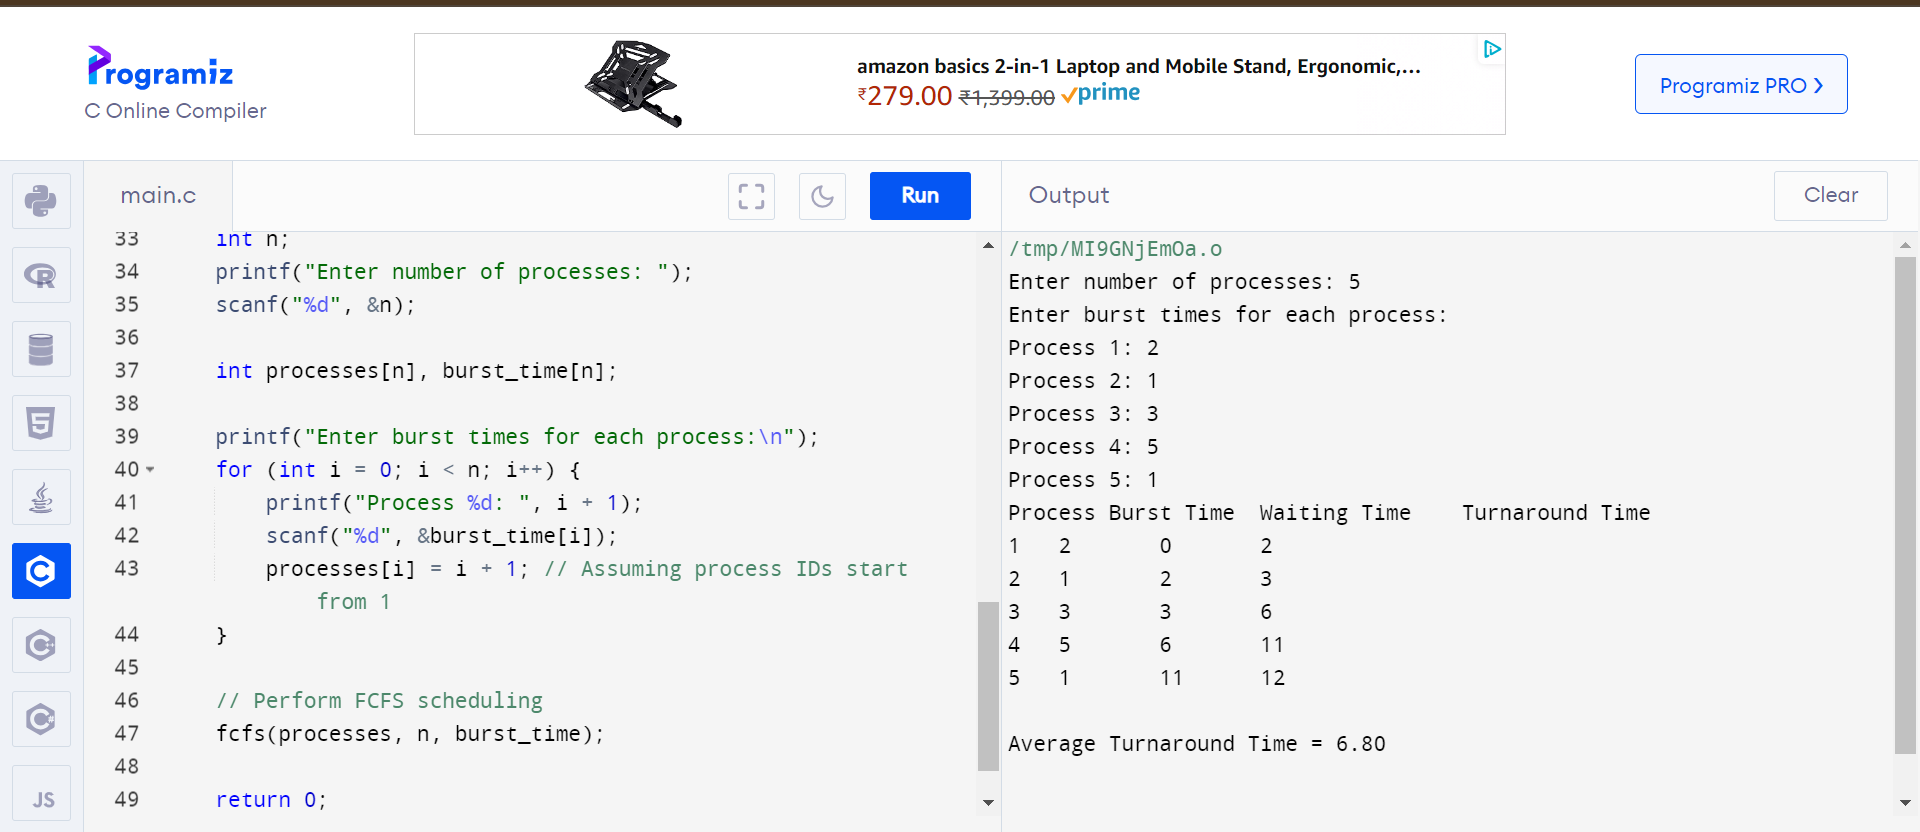 Programiz
C Online Compiler
amazon basics 2-in-1 Laptop and Mobile Stand, Ergonomic,...
₹279.00 ₹1,399.00 prime
Programiz PRO ❯
main.c
Run
Output
Clear
33 int n;
34 printf("Enter number of processes: ");
35 scanf("%d", &n);
36
37 int processes[n], burst_time[n];
38
39 printf("Enter burst times for each process:\n");
40 for (int i = 0; i < n; i++) {
41 printf("Process %d: ", i + 1);
42 scanf("%d", &burst_time[i]);
43 processes[i] = i + 1; // Assuming process IDs start
from 1
44 }
45
46 // Perform FCFS scheduling
47 fcfs(processes, n, burst_time);
48
49 return 0;
/tmp/MI9GNjEmOa.o
Enter number of processes: 5
Enter burst times for each process:
Process 1: 2
Process 2: 1
Process 3: 3
Process 4: 5
Process 5: 1
Process Burst Time Waiting Time Turnaround Time
1 2 0 2
2 1 2 3
3 3 3 6
4 5 6 11
5 1 11 12
Average Turnaround Time = 6.80
R
5
C
C
C#
JS